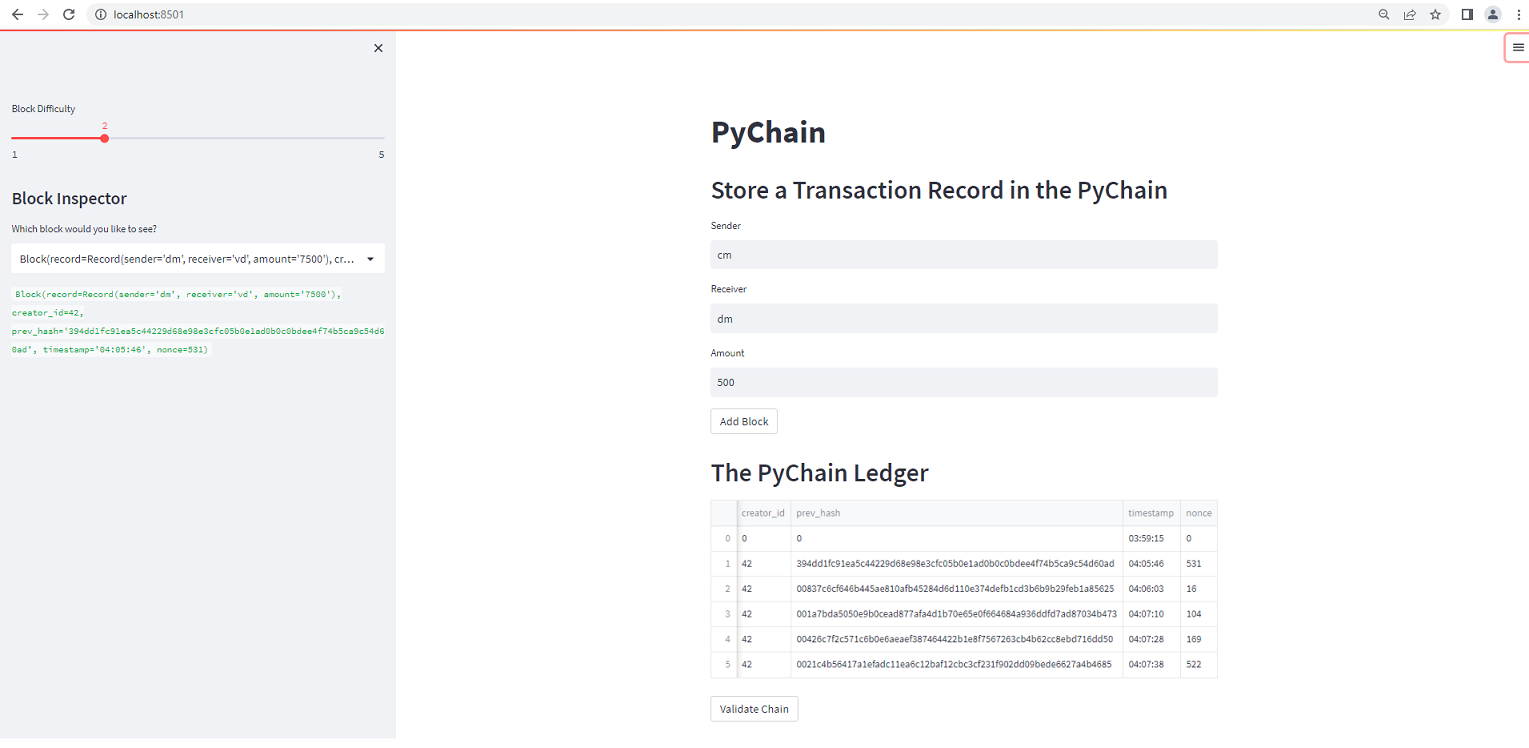 localhost:8501
Block Difficulty
2
1 5
Block Inspector
Which block would you like to see?
Block(record=Record(sender='dm', receiver='vd', amount='7500'), cr...
Block(record=Record(sender='dm', receiver='vd', amount='7500'),
creator_id=42,
prev_hash='394dd1fc91ea5c44229d68e98e3cfc05b0e1ad0b0c0bdee4f74b5ca9c54d6
0ad', timestamp='04:05:46', nonce=531)
PyChain
Store a Transaction Record in the PyChain
Sender
cm
Receiver
dm
Amount
500
Add Block
The PyChain Ledger
creator_id prev_hash timestamp nonce
0 0 0 03:59:15 0
1 42 394dd1fc91ea5c44229d68e98e3cfc05b0e1ad0b0c0bdee4f74b5ca9c54d60ad 04:05:46 531
2 42 00837c6cf646b445ae810afb45284d6d110e374defb1cd3b6b9b29feb1a85625 04:06:03 16
3 42 001a7bda5050e9b0cead877afa4d1b70e65e0f664684a936ddfd7ad87034b473 04:07:10 104
4 42 00426c7f2c571c6b0e6aeaef387464422b1e8f7567263cb4b62cc8ebd716dd50 04:07:28 169
5 42 0021c4b56417a1efadc11ea6c12baf12cbc3cf231f902dd09bede6627a4b4685 04:07:38 522
Validate Chain